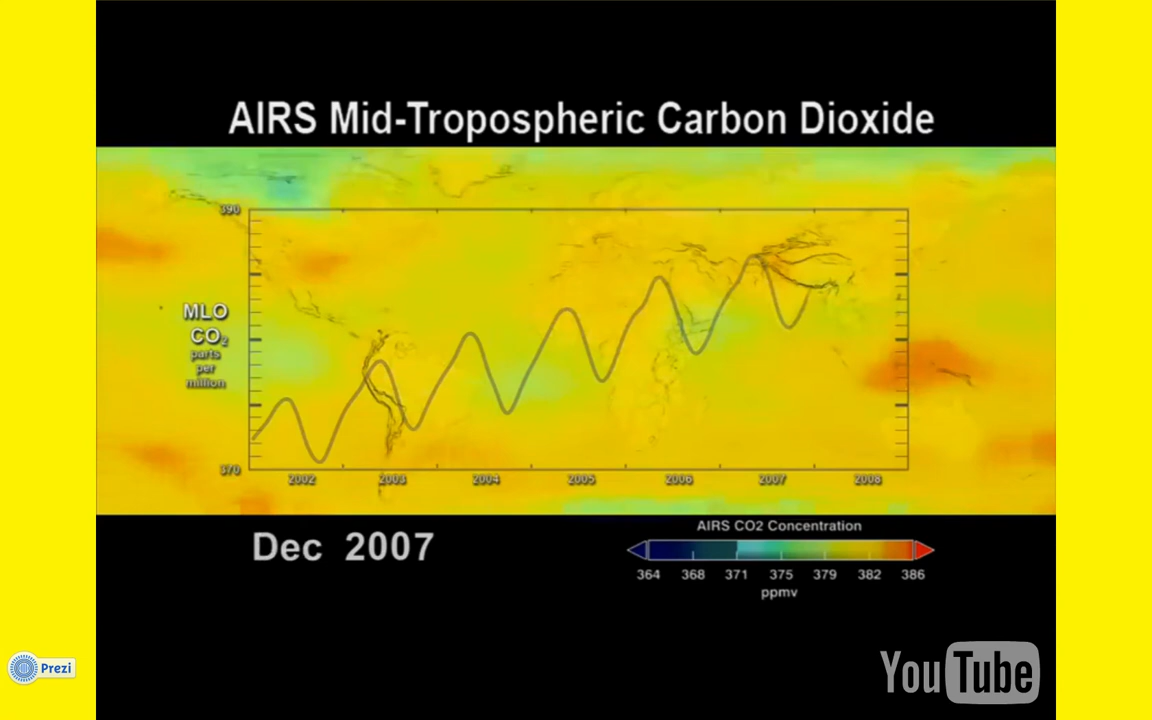 AIRS Mid-Tropospheric Carbon Dioxide
390
MLO
CO₂
parts
per
million
370
2002 2003 2004 2005 2006 2007 2008
Dec 2007
AIRS CO2 Concentration
364 368 371 375 379 382 386
ppmv
Prezi
YouTube